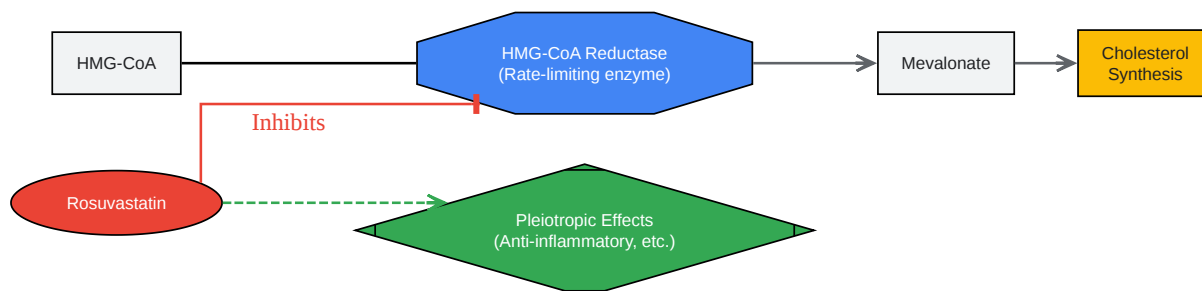 HMG-CoA
HMG-CoA Reductase
(Rate-limiting enzyme)
Mevalonate
Cholesterol
Synthesis
Inhibits
Rosuvastatin
Pleiotropic Effects
(Anti-inflammatory, etc.)